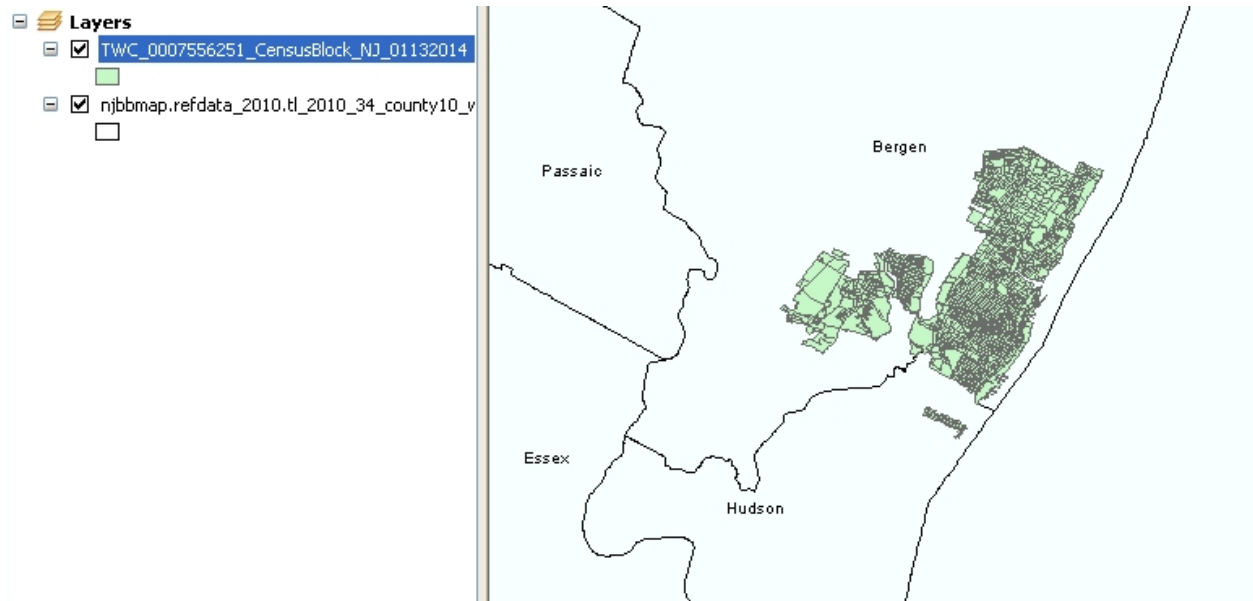 Layers
TWC_0007556251_CensusBlock_NJ_01132014
njbbmap.refdata_2010.tl_2010_34_county10_v
Bergen
Passaic
Essex
Hudson